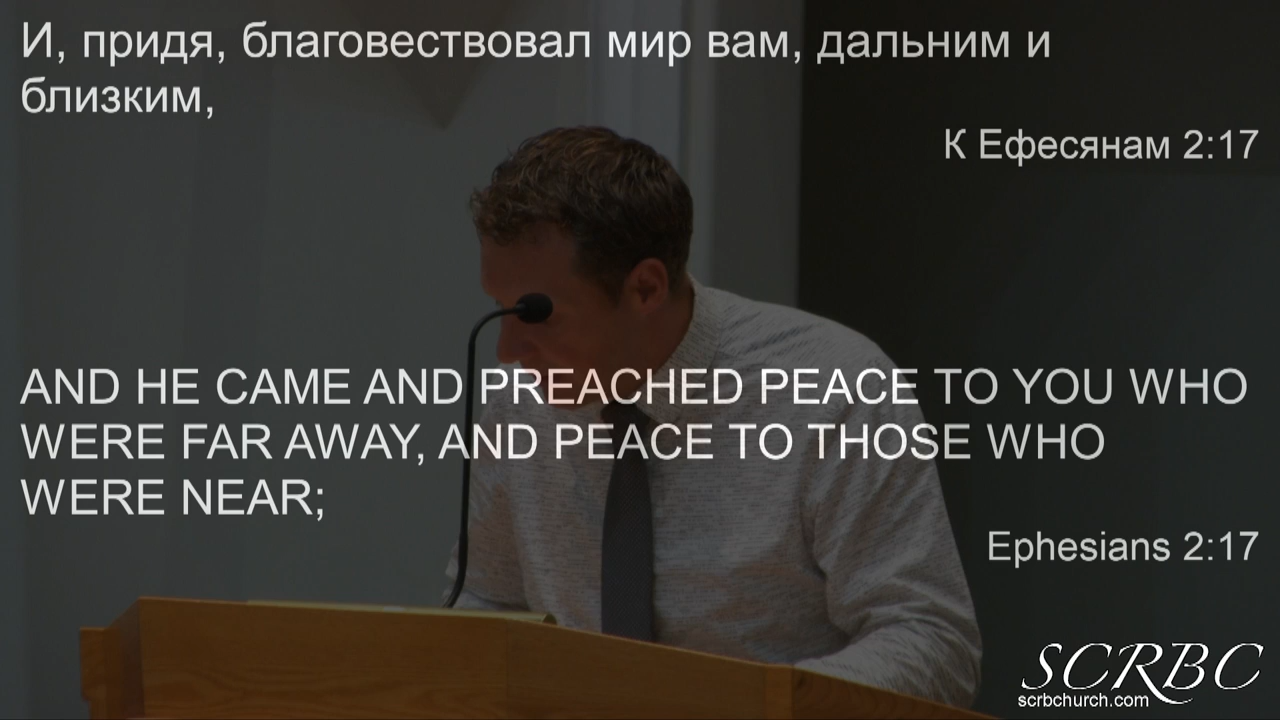 И, придя, благовествовал мир вам, дальним и
близким,
К Ефесянам 2:17
AND HE CAME AND PREACHED PEACE TO YOU WHO
WERE FAR AWAY, AND PEACE TO THOSE WHO
WERE NEAR;
Ephesians 2:17
SCRBC
scrbchurch.com